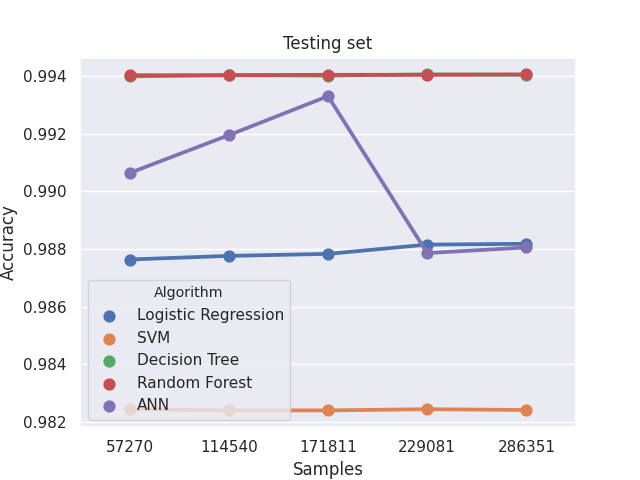 Testing set
0.994
0.992
0.990
0.988
0.986
0.984
0.982
Accuracy
Algorithm
Logistic Regression
SVM
Decision Tree
Random Forest
ANN
57270 114540 171811 229081 286351
Samples